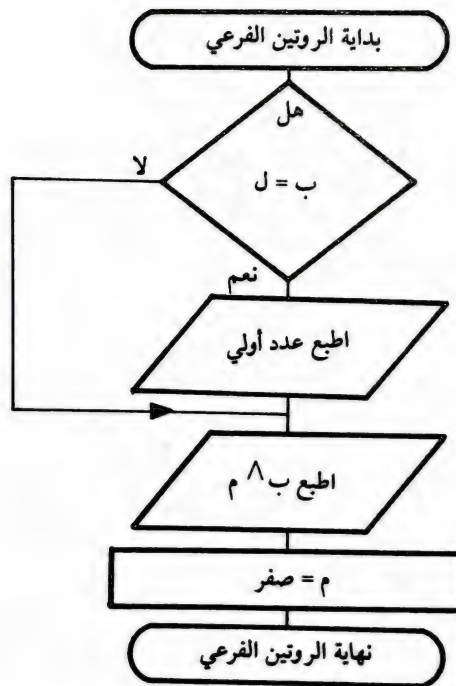 بداية الروتين الفرعي
هل
ب = ل
لا
نعم
اطبع عدد أولي
اطبع ب ^ م
م = صفر
نهاية الروتين الفرعي